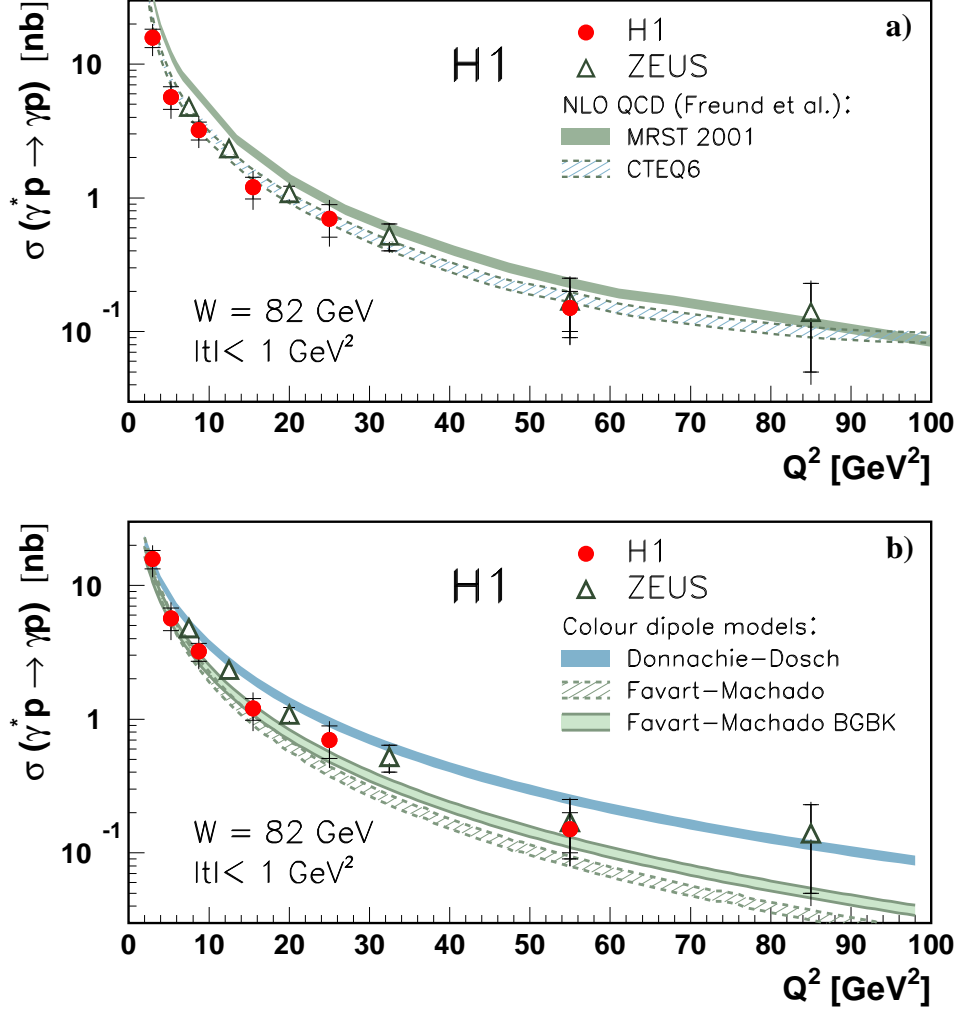 a)
H1
H1
ZEUS
NLO QCD (Freund et al.):
MRST 2001
CTEQ6
σ (γ* p → γp) [nb]
10
1
10 -1
W = 82 GeV
|t|< 1 GeV²
0 10 20 30 40 50 60 70 80 90 100
Q² [GeV²]
b)
H1
H1
ZEUS
Colour dipole models:
Donnachie-Dosch
Favart-Machado
Favart-Machado BGBK
σ (γ* p → γp) [nb]
10
1
10 -1
W = 82 GeV
|t|< 1 GeV²
0 10 20 30 40 50 60 70 80 90 100
Q² [GeV²]